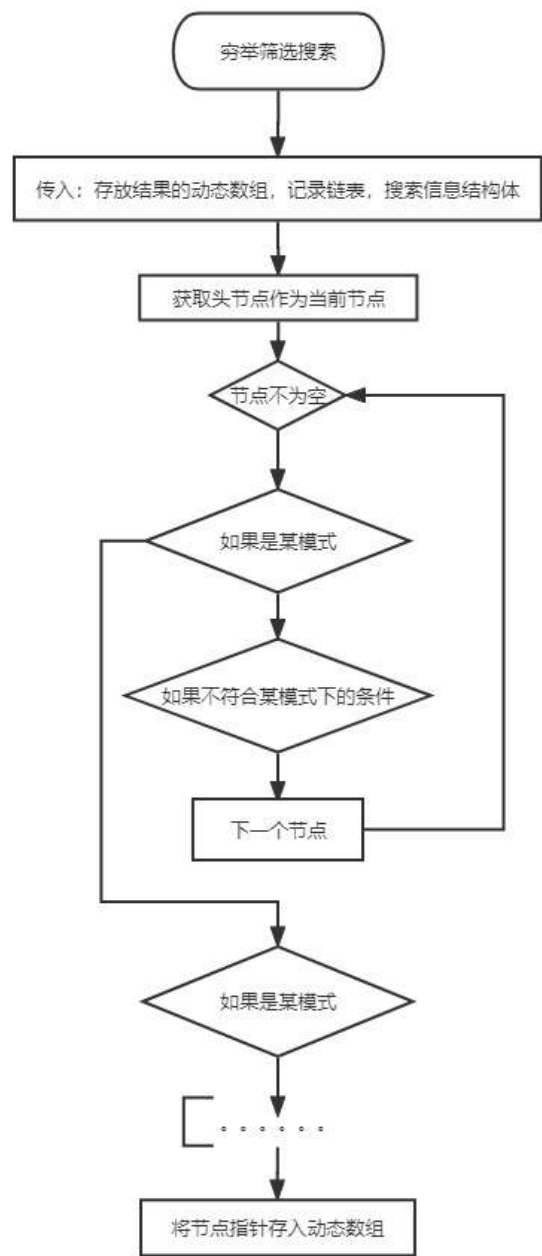 穷举筛选搜索
传入：存放结果的动态数组，记录链表，搜索信息结构体
获取头节点作为当前节点
节点不为空
如果是某模式
如果不符合某模式下的条件
下一个节点
如果是某模式
。。。。。。
将节点指针存入动态数组